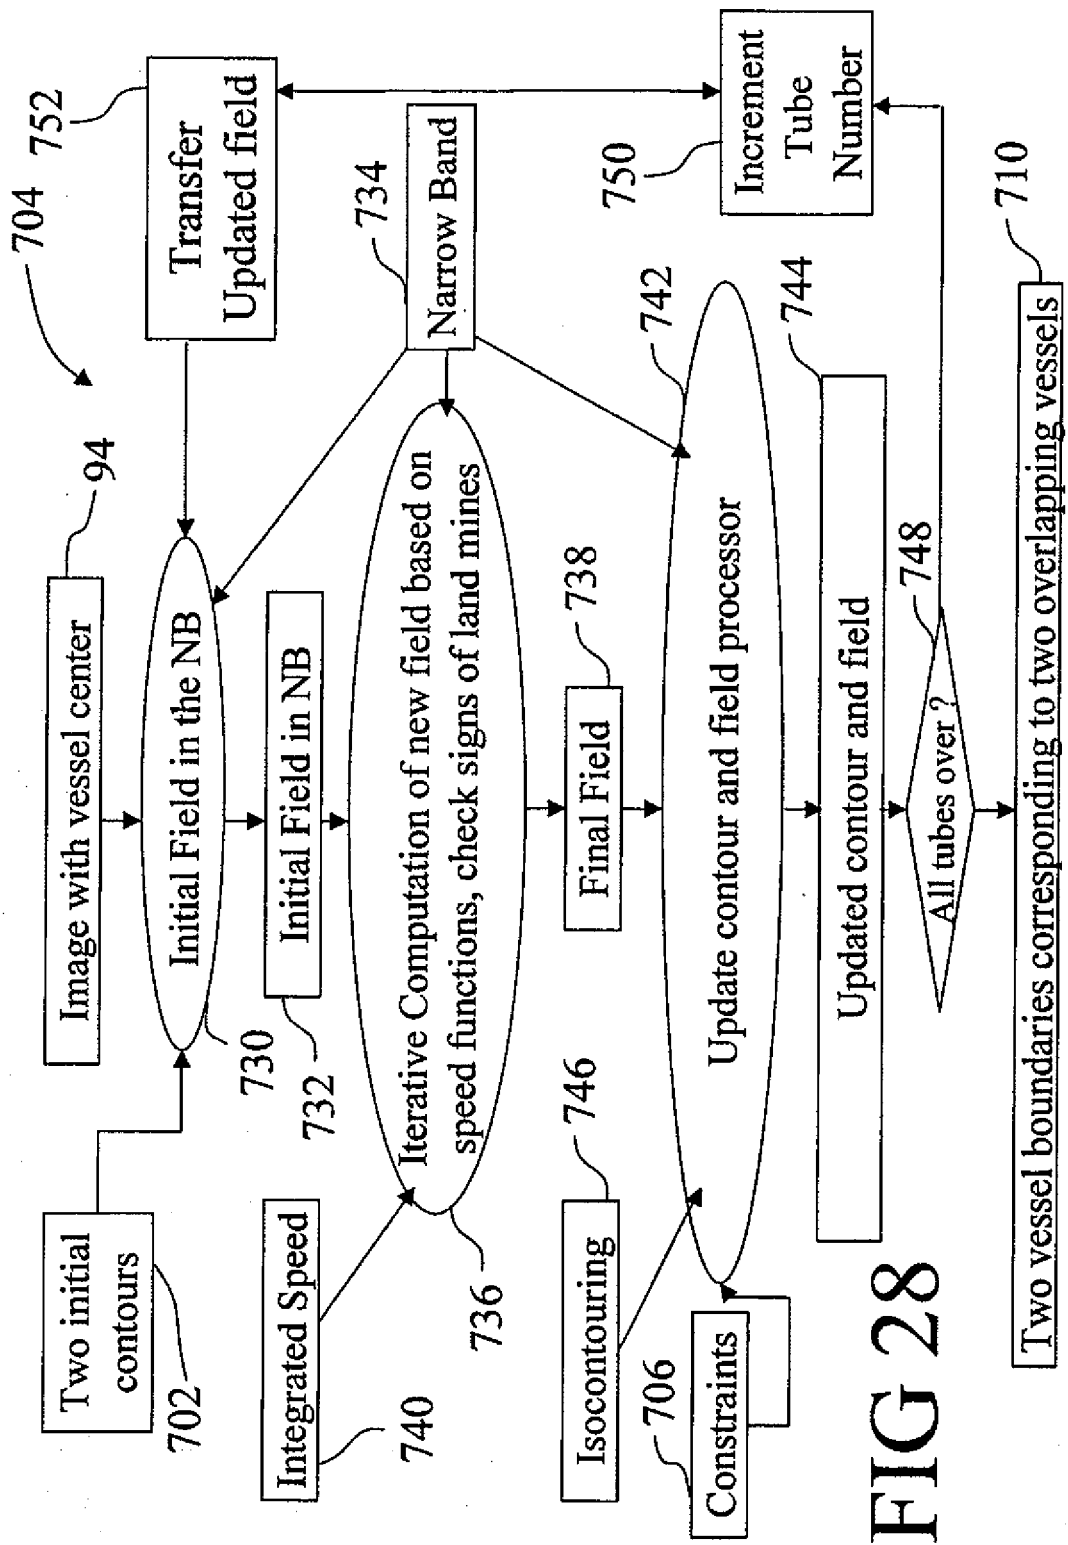 704
752
Transfer
Updated field
Image with vessel center
94
Two initial
contours
702
Initial Field in the NB
730
Initial Field in NB
732
734
Narrow Band
Integrated Speed
740
Iterative Computation of new field based on
speed functions, check signs of land mines
736
Final Field
738
Isocontouring
746
Constraints
706
Update contour and field processor
742
Updated contour and field
744
All tubes over ?
748
Increment
Tube
Number
750
Two vessel boundaries corresponding to two overlapping vessels
710
FIG 28